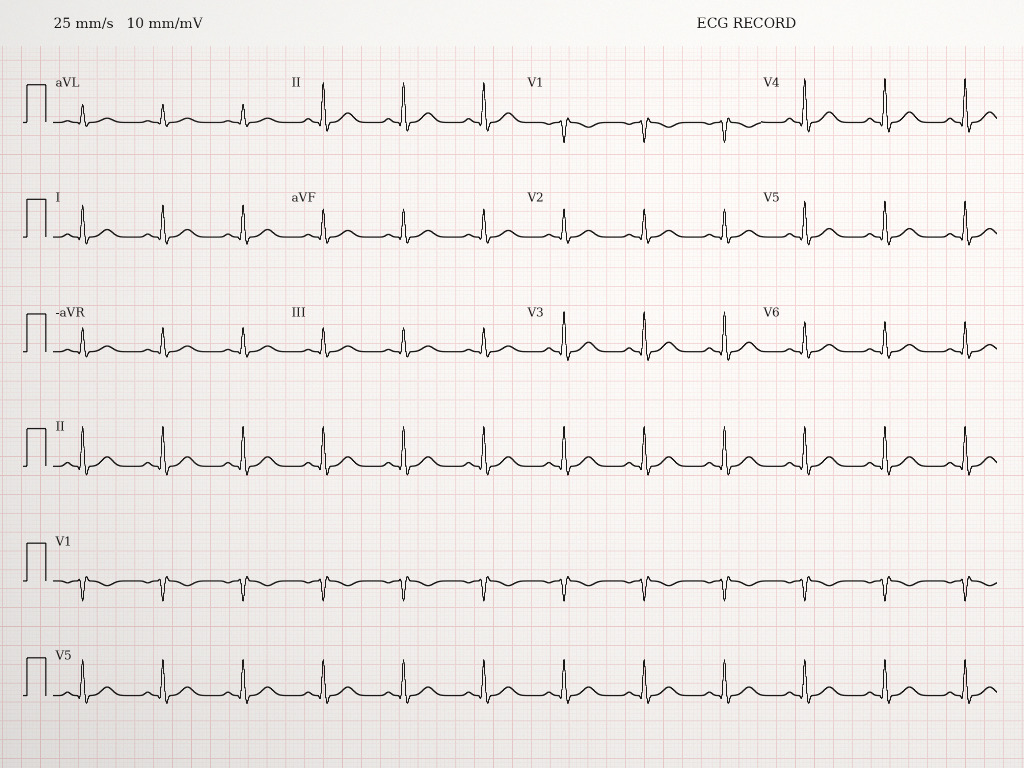 25 mm/s 10 mm/mV ECG RECORD
aVL II V1 V4
I aVF V2 V5
-aVR III V3 V6
II
V1
V5